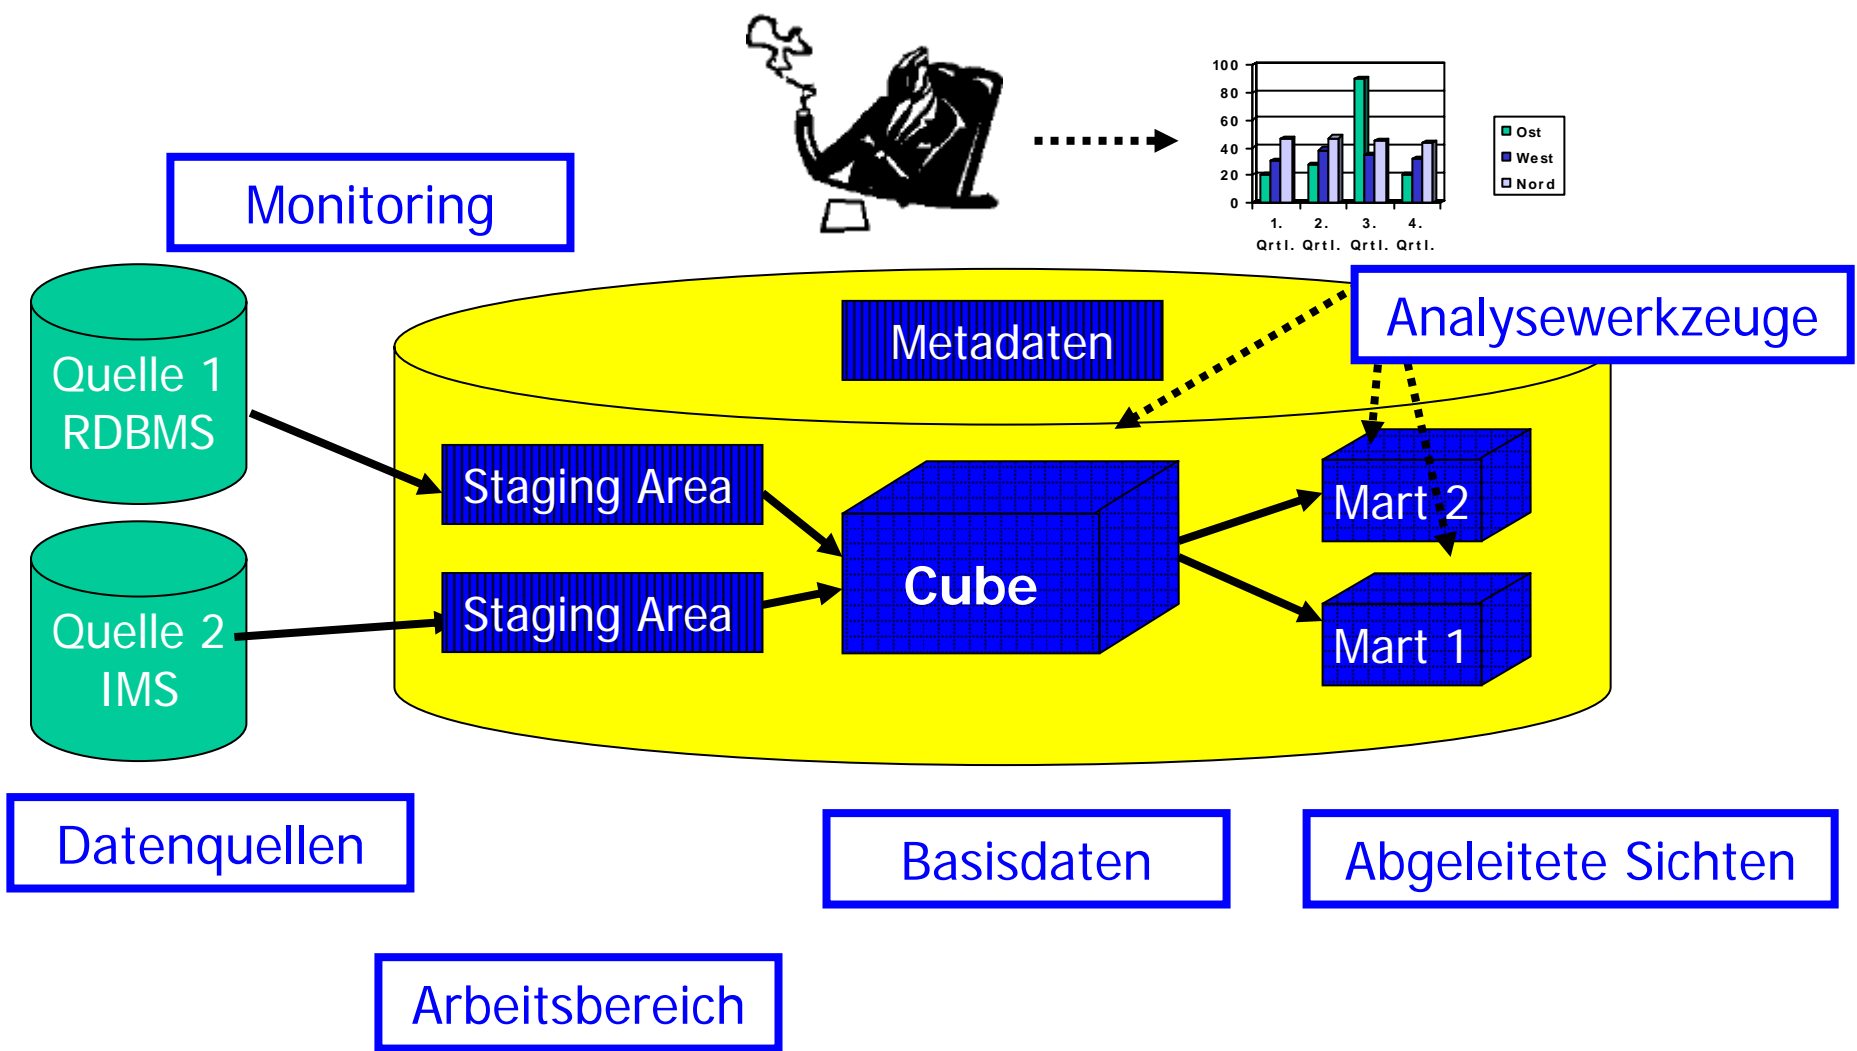 100
80
60
40
20
0
1. 2. 3. 4.
Qrtl. Qrtl. Qrtl. Qrtl.
Ost
West
Nord
Monitoring
Analysewerkzeuge
Metadaten
Quelle 1
RDBMS
Staging Area
Mart 2
Cube
Quelle 2
IMS
Staging Area
Mart 1
Datenquellen
Basisdaten
Abgeleitete Sichten
Arbeitsbereich